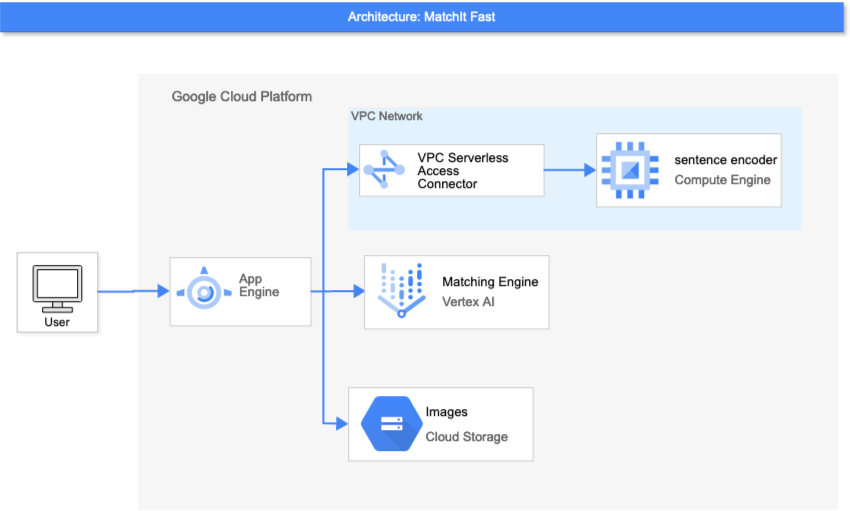 Architecture: MatchIt Fast
Google Cloud Platform
VPC Network
VPC Serverless
Access
Connector
sentence encoder
Compute Engine
User
App
Engine
Matching Engine
Vertex AI
Images
Cloud Storage